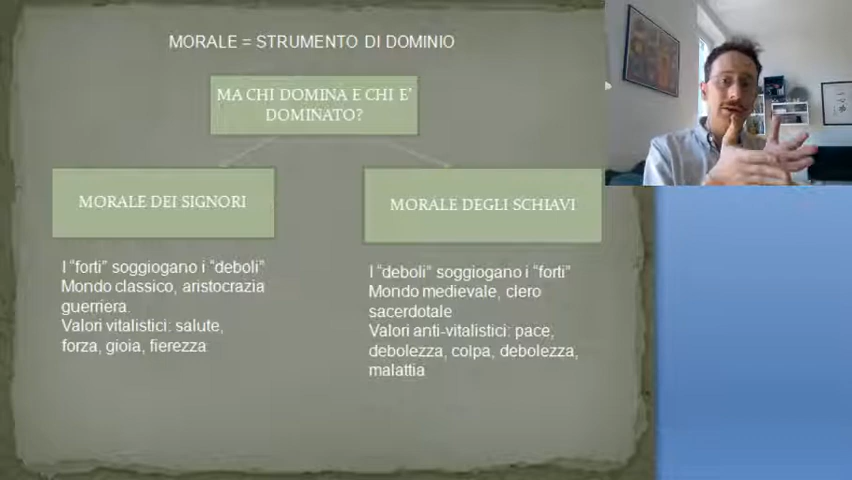 MORALE = STRUMENTO DI DOMINIO
MA CHI DOMINA E CHI E'
DOMINATO?
MORALE DEI SIGNORI
MORALE DEGLI SCHIAVI
I "forti" soggiogano i "deboli"
Mondo classico, aristocrazia
guerriera.
Valori vitalistici: salute,
forza, gioia, fierezza
I "deboli" soggiogano i "forti"
Mondo medievale, clero
sacerdotale
Valori anti-vitalistici: pace,
debolezza, colpa, debolezza,
malattia